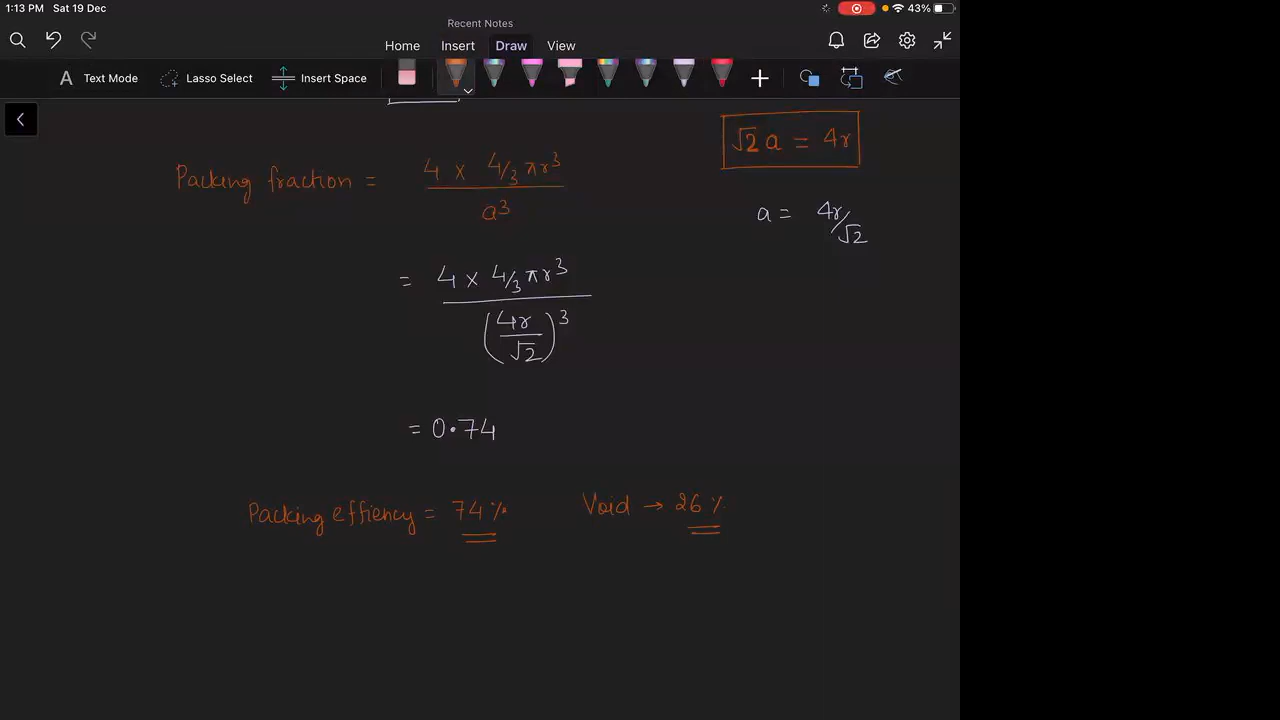 1:13 PM Sat 19 Dec 43%
Recent Notes
Home Insert Draw View
A Text Mode Lasso Select Insert Space
√2 a = 4r
Packing fraction = 4 x 4/3 πr³
a³
a = 4r/√2
= 4 x 4/3 πr³
(4r/√2)³
= 0.74
Packing effiency = 74% Void → 26%